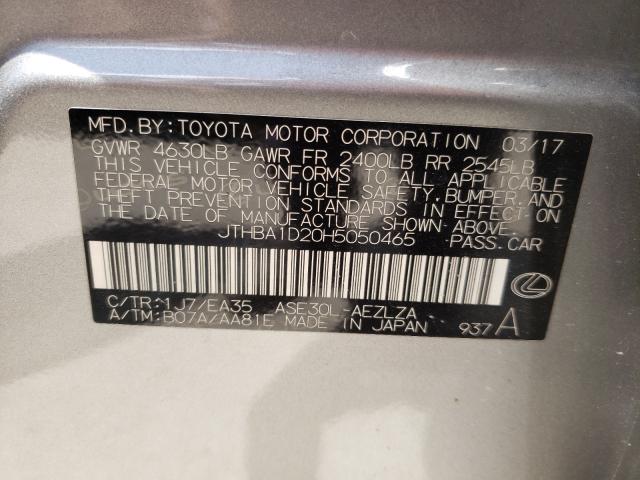 MFD.BY:TOYOTA MOTOR CORPORATION 03/17
GVWR 4630LB GAWR FR 2400LB RR 2545LB
THIS VEHICLE CONFORMS TO ALL APPLICABLE
FEDERAL MOTOR VEHICLE SAFETY,BUMPER,AND
THEFT PREVENTION STANDARDS IN EFFECT ON
THE DATE OF MANUFACTURE SHOWN ABOVE.
JTHBA1D20H5050465 PASS.CAR
C/TR:1J7/EA35 ASE30L-AEZLZA
A/TM:B07A/AA81E MADE IN JAPAN 937A